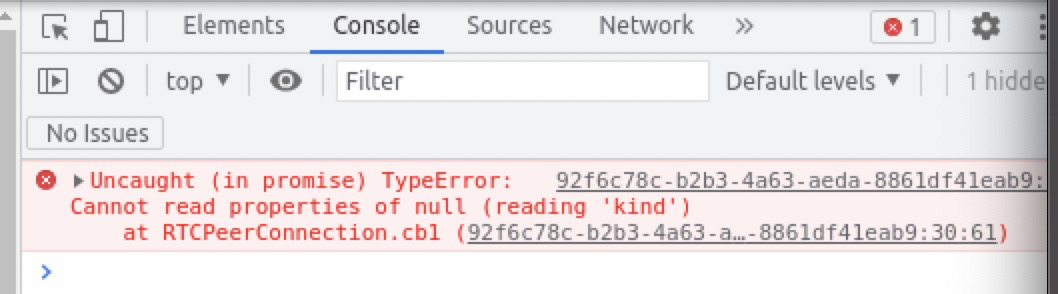 Elements Console Sources Network » 1
top ▼ Filter Default levels ▼ 1 hidde
No Issues
▶Uncaught (in promise) TypeError: 92f6c78c-b2b3-4a63-aeda-8861df41eab9:
Cannot read properties of null (reading 'kind')
at RTCPeerConnection.cb1 (92f6c78c-b2b3-4a63-a…-8861df41eab9:30:61)
>